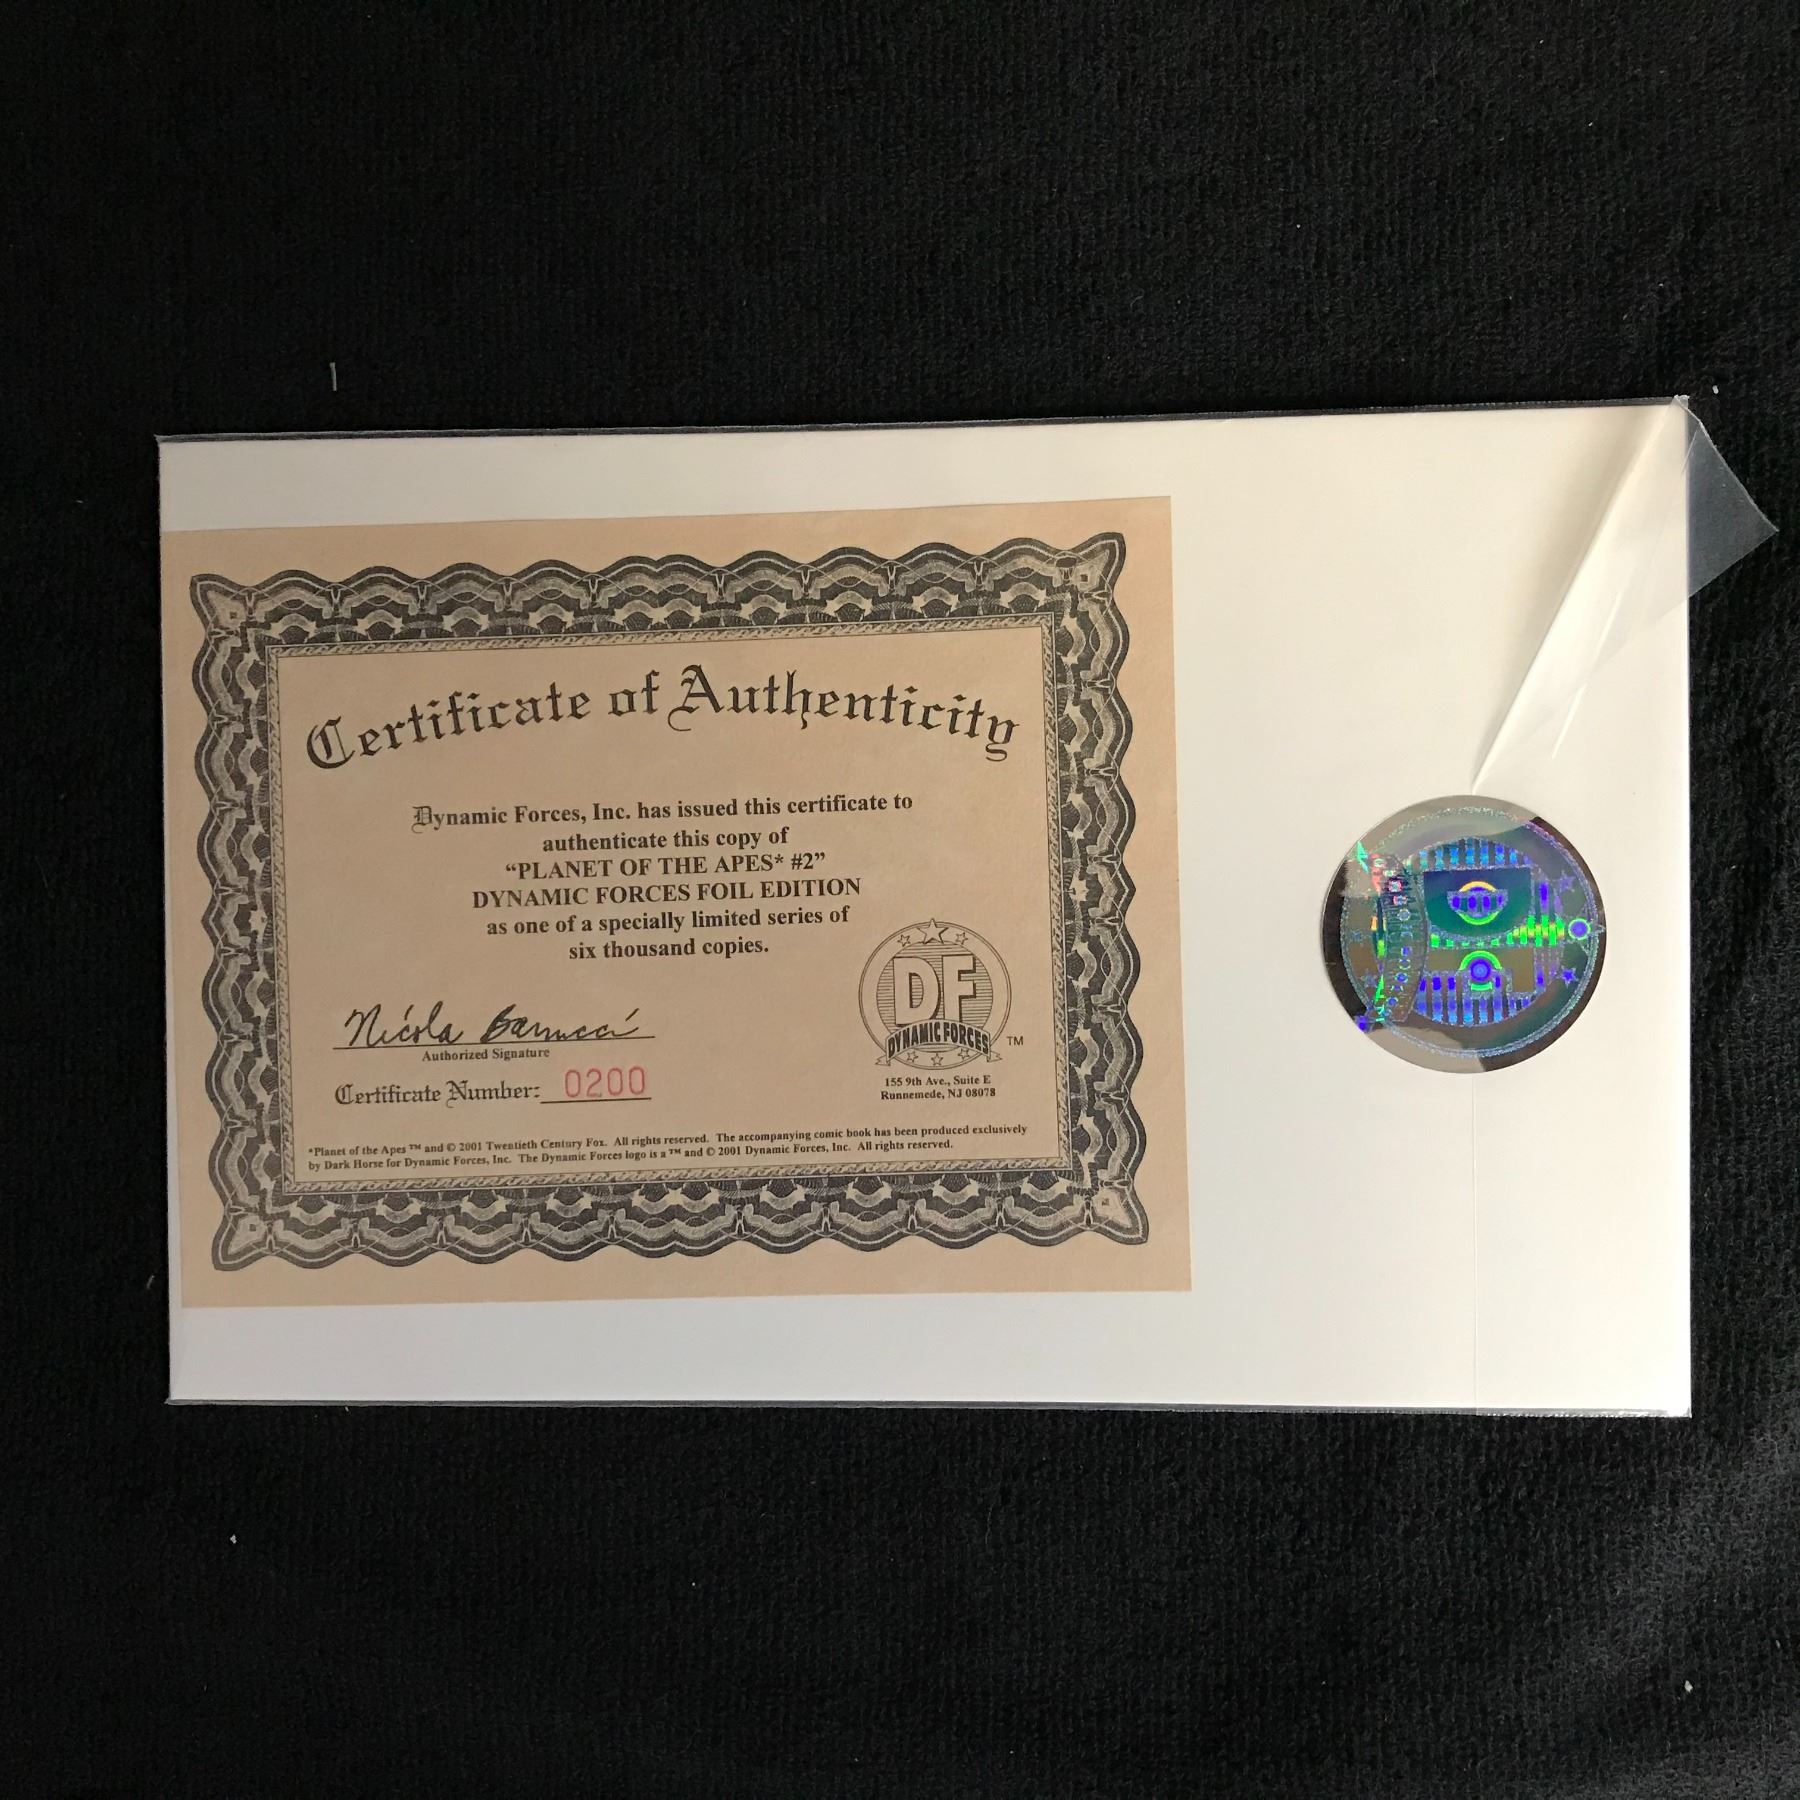 Certificate of Authenticity
Dynamic Forces, Inc. has issued this certificate to
authenticate this copy of
“PLANET OF THE APES* #2”
DYNAMIC FORCES FOIL EDITION
as one of a specially limited series of
six thousand copies.
Nicola Barrucci
Authorized Signature
Certificate Number: 0200
DF
DYNAMIC FORCES
TM
155 9th Ave., Suite E
Runnemede, NJ 08078
*Planet of the Apes ™ and © 2001 Twentieth Century Fox. All rights reserved. The accompanying comic book has been produced exclusively
by Dark Horse for Dynamic Forces, Inc. The Dynamic Forces logo is a ™ and © 2001 Dynamic Forces, Inc. All rights reserved.